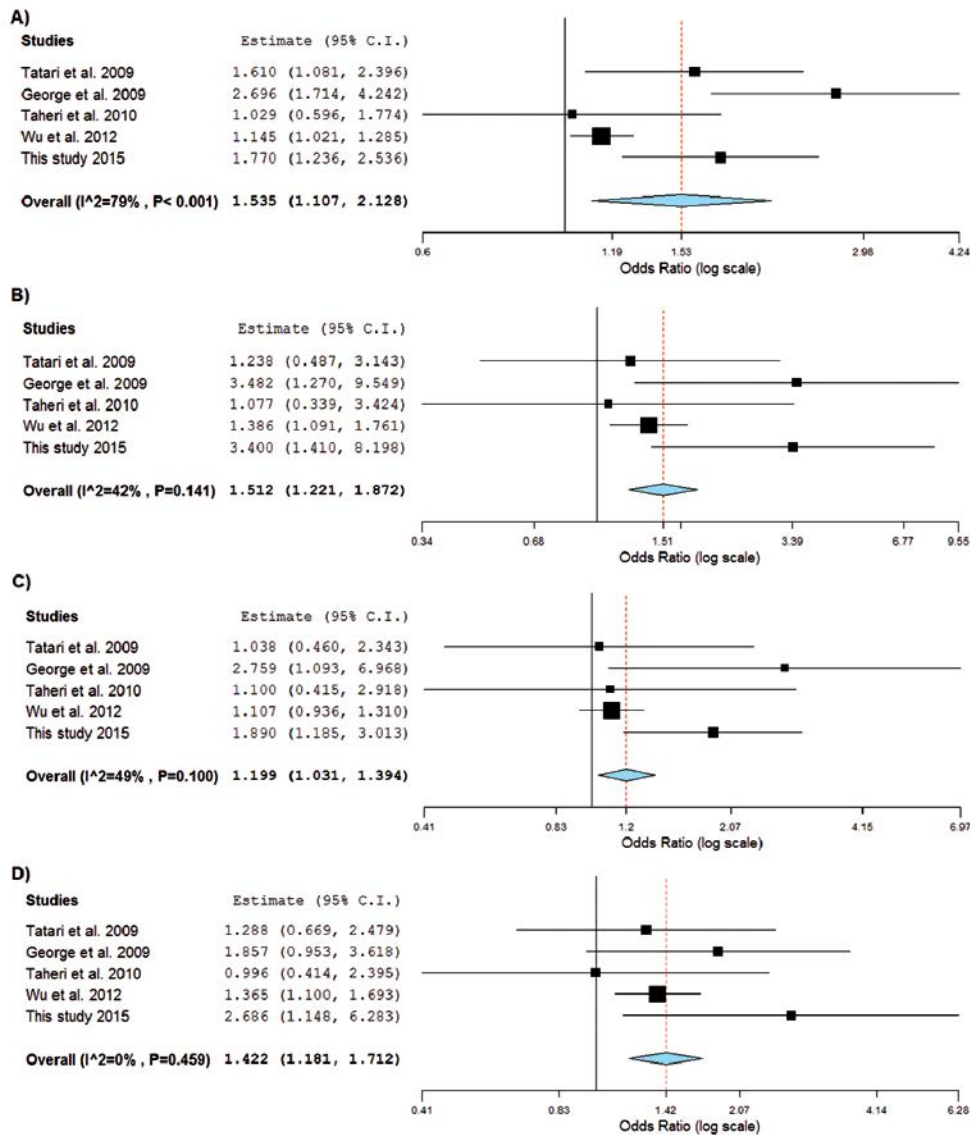 A)
Studies Estimate (95% C.I.)
Tatari et al. 2009 1.610 (1.081, 2.396)
George et al. 2009 2.696 (1.714, 4.242)
Taheri et al. 2010 1.029 (0.596, 1.774)
Wu et al. 2012 1.145 (1.021, 1.285)
This study 2015 1.770 (1.236, 2.536)
Overall (I^2=79% , P< 0.001) 1.535 (1.107, 2.128)
0.6 1.19 1.53 2.98 4.24
Odds Ratio (log scale)
B)
Studies Estimate (95% C.I.)
Tatari et al. 2009 1.238 (0.487, 3.143)
George et al. 2009 3.482 (1.270, 9.549)
Taheri et al. 2010 1.077 (0.339, 3.424)
Wu et al. 2012 1.386 (1.091, 1.761)
This study 2015 3.400 (1.410, 8.198)
Overall (I^2=42% , P=0.141) 1.512 (1.221, 1.872)
0.34 0.68 1.51 3.39 6.77 9.55
Odds Ratio (log scale)
C)
Studies Estimate (95% C.I.)
Tatari et al. 2009 1.038 (0.460, 2.343)
George et al. 2009 2.759 (1.093, 6.968)
Taheri et al. 2010 1.100 (0.415, 2.918)
Wu et al. 2012 1.107 (0.936, 1.310)
This study 2015 1.890 (1.185, 3.013)
Overall (I^2=49% , P=0.100) 1.199 (1.031, 1.394)
0.41 0.83 1.2 2.07 4.15 6.97
Odds Ratio (log scale)
D)
Studies Estimate (95% C.I.)
Tatari et al. 2009 1.288 (0.669, 2.479)
George et al. 2009 1.857 (0.953, 3.618)
Taheri et al. 2010 0.996 (0.414, 2.395)
Wu et al. 2012 1.365 (1.100, 1.693)
This study 2015 2.686 (1.148, 6.283)
Overall (I^2=0% , P=0.459) 1.422 (1.181, 1.712)
0.41 0.83 1.42 2.07 4.14 6.28
Odds Ratio (log scale)